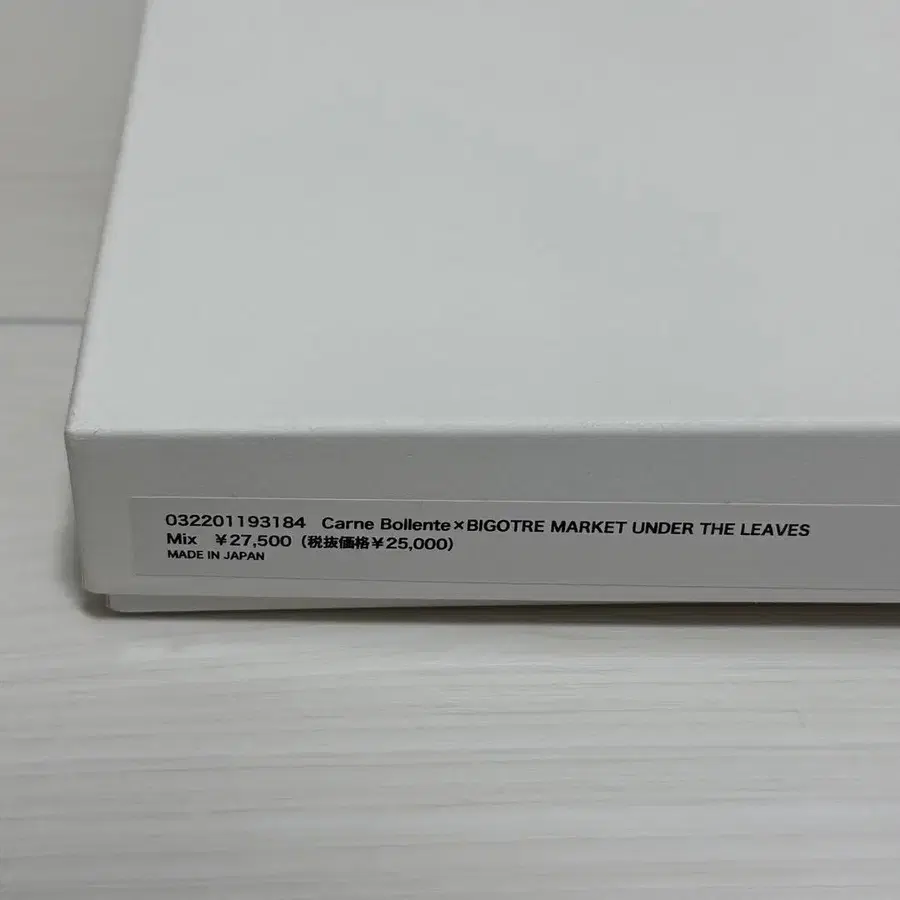 032201193184 Carne Bollente×BIGOTRE MARKET UNDER THE LEAVES
Mix ¥27,500 (税抜価格¥25,000)
MADE IN JAPAN